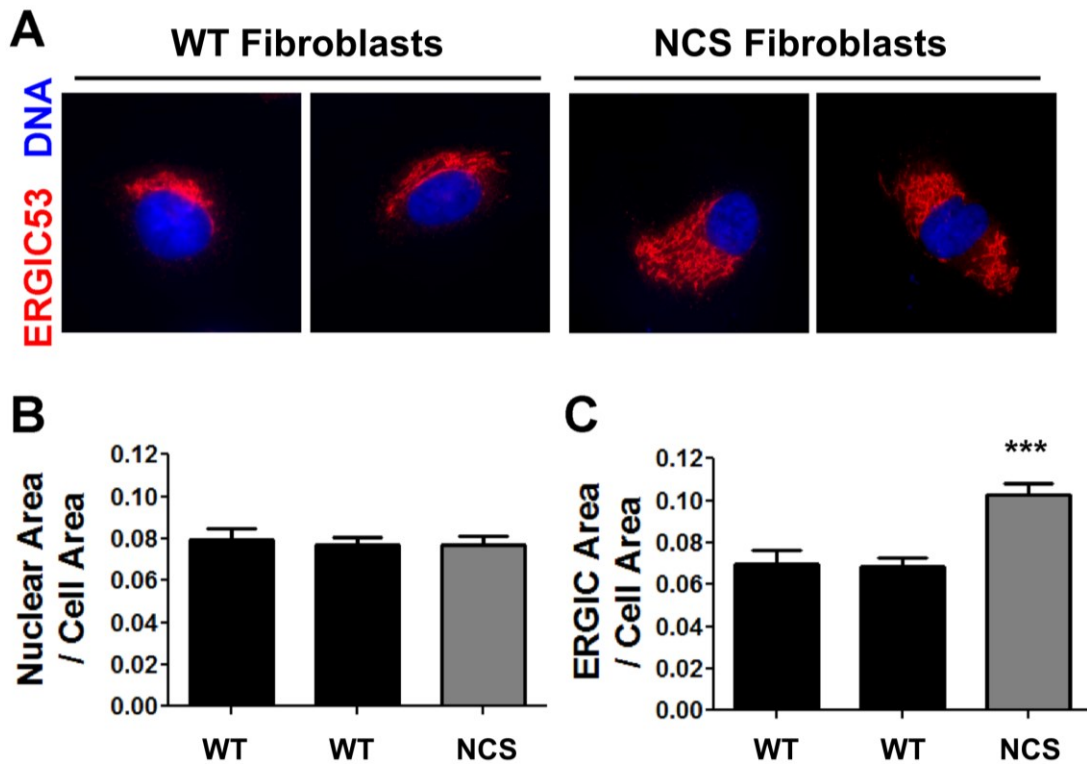 A
WT Fibroblasts
NCS Fibroblasts
ERGIC53 DNA
B
Nuclear Area
/ Cell Area
0.12
0.10
0.08
0.06
0.04
0.02
0.00
WT
WT
NCS
C
ERGIC Area
/ Cell Area
0.12
0.10
0.08
0.06
0.04
0.02
0.00
***
WT
WT
NCS